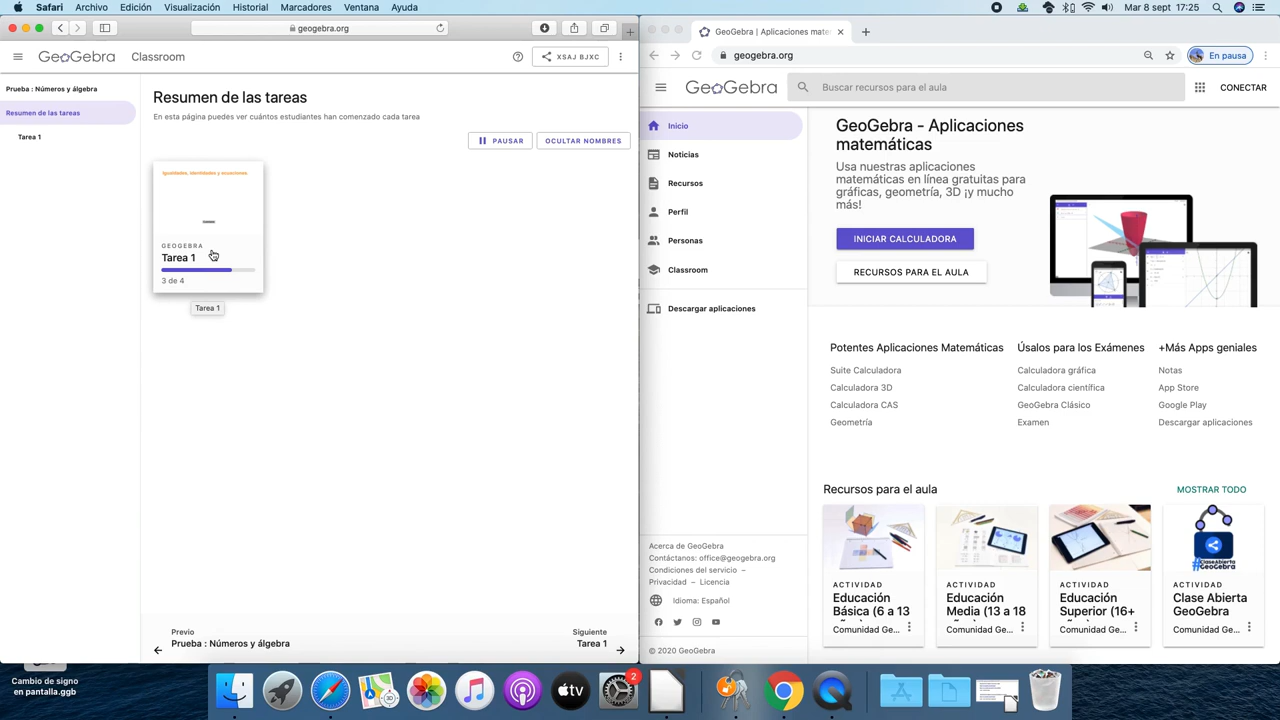 Safari Archivo Edición Visualización Historial Marcadores Ventana Ayuda
Mar 8 sept 17:25
geogebra.org
GeoGebra Classroom
XSAJ BJXC
Prueba : Números y álgebra
Resumen de las tareas
Tarea 1
Resumen de las tareas
En esta página puedes ver cuántos estudiantes han comenzado cada tarea
PAUSAR
OCULTAR NOMBRES
Igualdades, identidades y ecuaciones.
GEOGEBRA
Tarea 1
3 de 4
Tarea 1
Previo
Prueba : Números y álgebra
Siguiente
Tarea 1
GeoGebra | Aplicaciones mate
geogebra.org
En pausa
GeoGebra
Buscar recursos para el aula
CONECTAR
Inicio
Noticias
Recursos
Perfil
Personas
Classroom
Descargar aplicaciones
Acerca de GeoGebra
Contáctanos: office@geogebra.org
Condiciones del servicio –
Privacidad – Licencia
Idioma: Español
© 2020 GeoGebra
GeoGebra - Aplicaciones
matemáticas
Usa nuestras aplicaciones
matemáticas en línea gratuitas para
gráficas, geometría, 3D ¡y mucho
más!
INICIAR CALCULADORA
RECURSOS PARA EL AULA
Potentes Aplicaciones Matemáticas
Suite Calculadora
Calculadora 3D
Calculadora CAS
Geometría
Úsalos para los Exámenes
Calculadora gráfica
Calculadora científica
GeoGebra Clásico
Examen
+Más Apps geniales
Notas
App Store
Google Play
Descargar aplicaciones
Recursos para el aula
MOSTRAR TODO
ACTIVIDAD
Educación
Básica (6 a 13
Comunidad Ge...
ACTIVIDAD
Educación
Media (13 a 18
Comunidad Ge...
ACTIVIDAD
Educación
Superior (16+
Comunidad Ge...
#ClaseAbierta
GeoGebra
ACTIVIDAD
Clase Abierta
GeoGebra
Comunidad Ge...
Cambio de signo
en pantalla.ggb
3D
tv
2